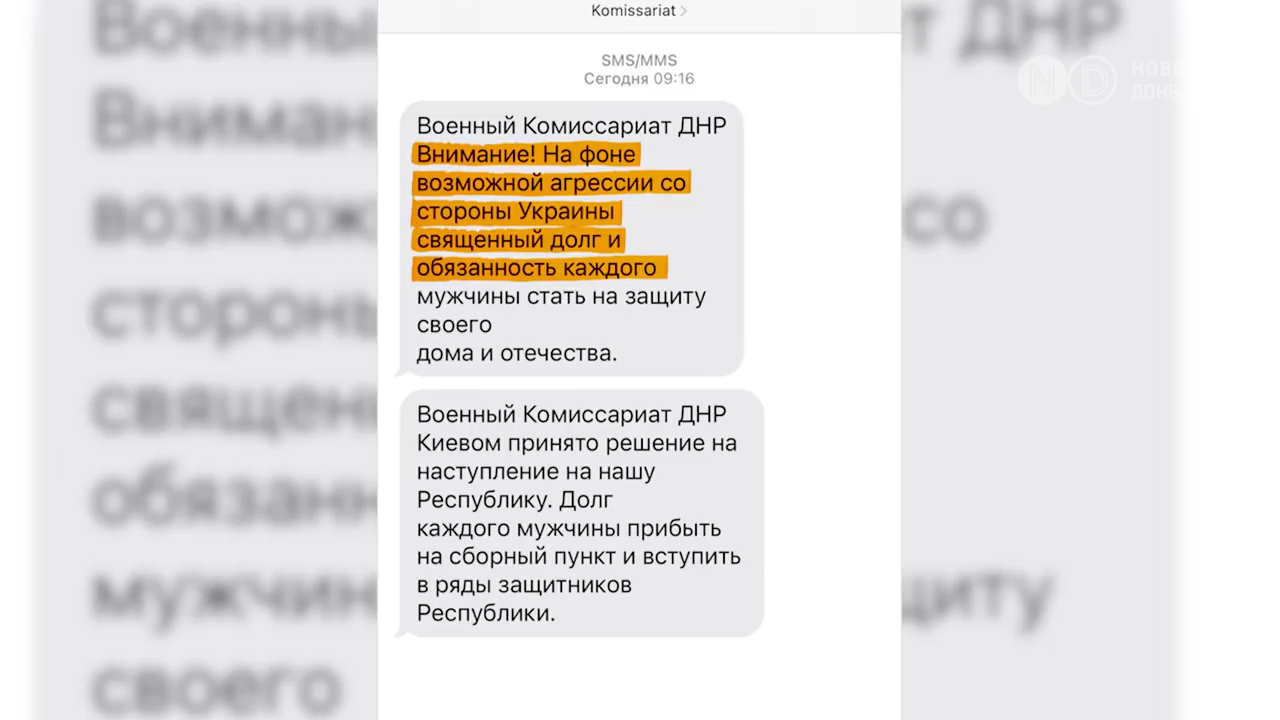 Komissariat
SMS/MMS
Сегодня 09:16
Военный Комиссариат ДНР
Внимание! На фоне
возможной агрессии со
стороны Украины
священный долг и
обязанность каждого
мужчины стать на защиту
своего
дома и отечества.
Военный Комиссариат ДНР
Киевом принято решение на
наступление на нашу
Республику. Долг
каждого мужчины прибыть
на сборный пункт и вступить
в ряды защитников
Республики.
ND